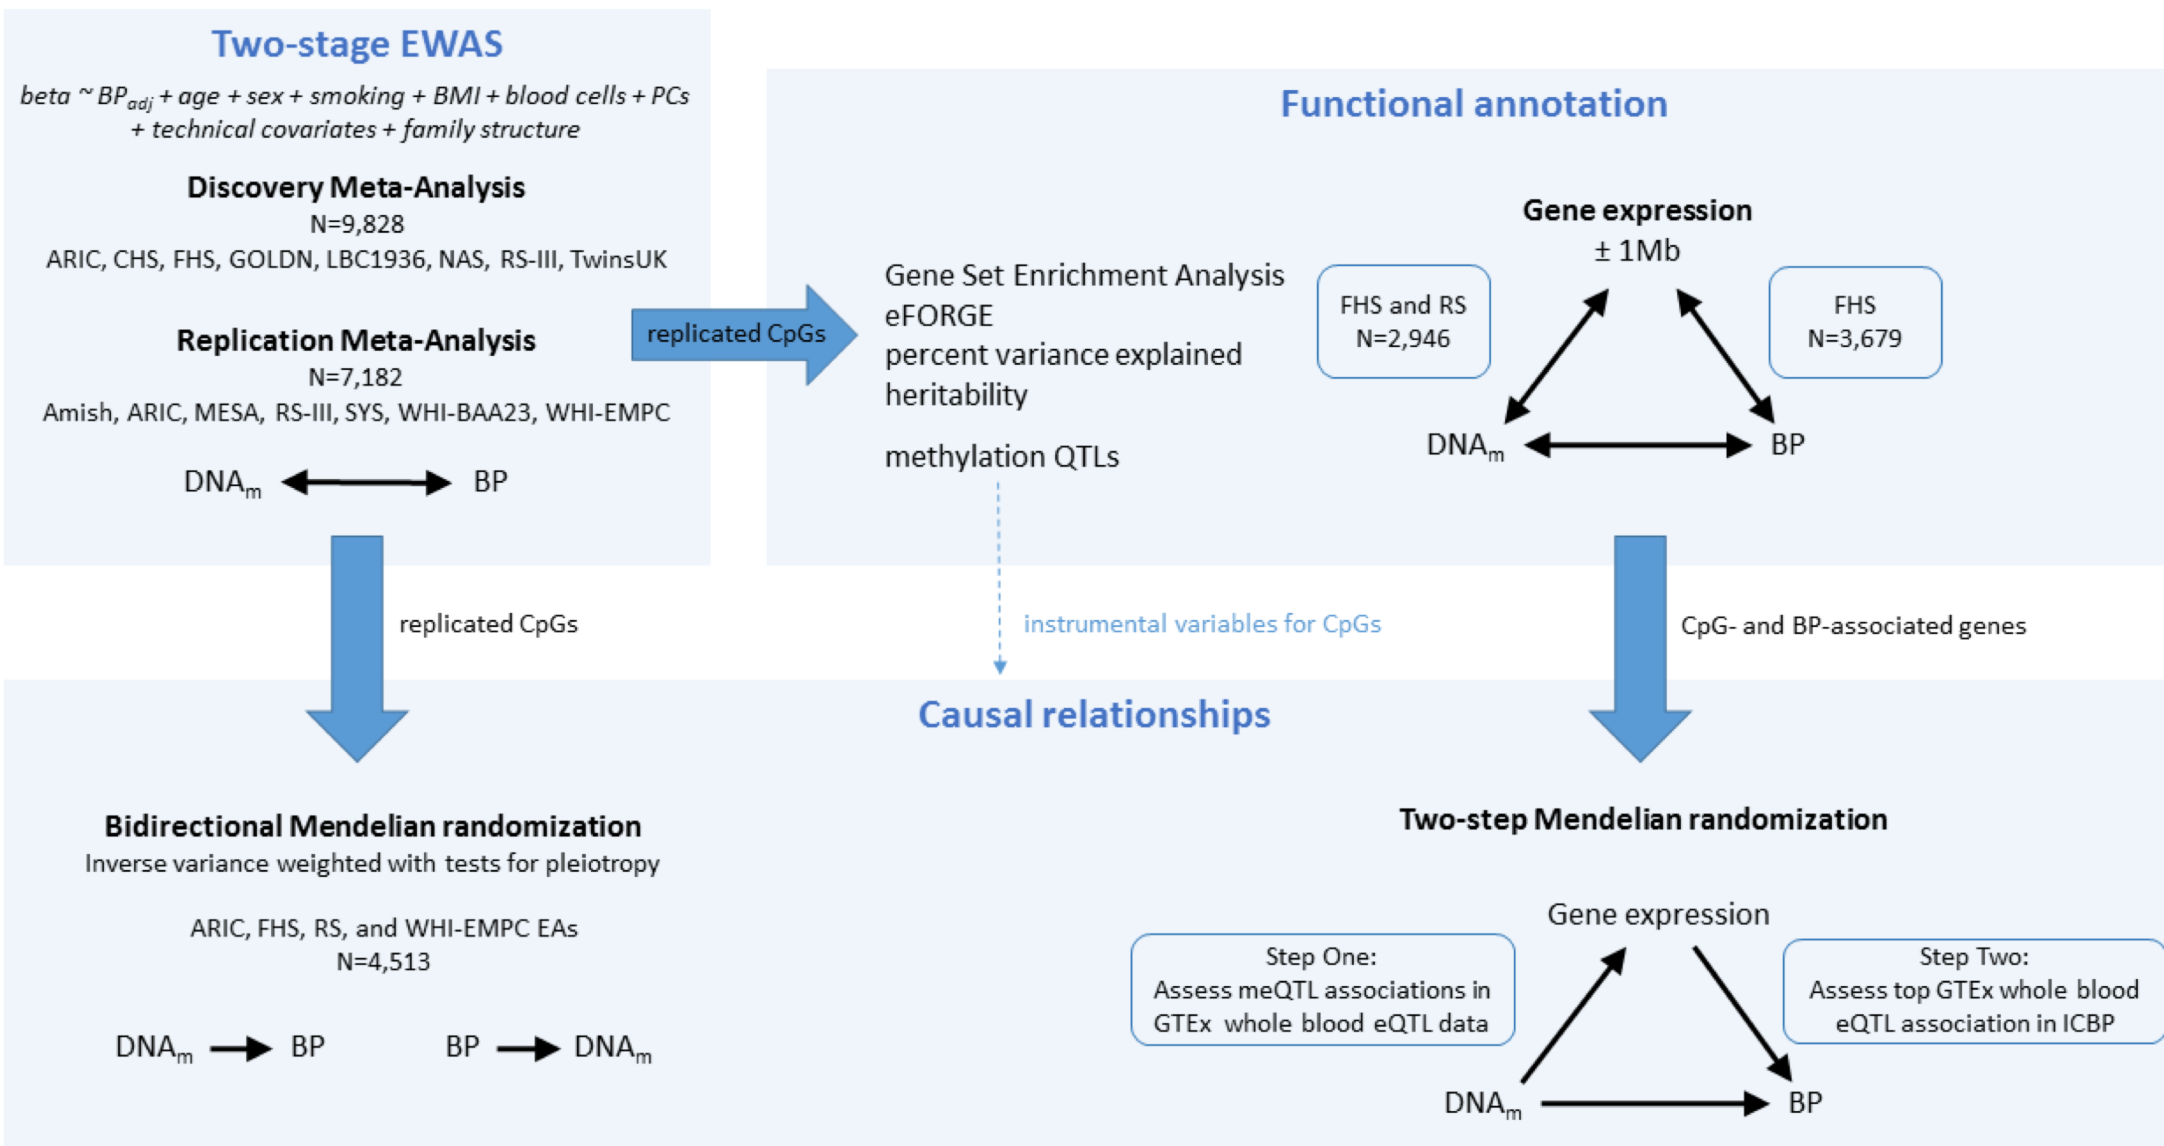 Two-stage EWAS
beta ~ BPadj + age + sex + smoking + BMI + blood cells + PCs
+ technical covariates + family structure
Discovery Meta-Analysis
N=9,828
ARIC, CHS, FHS, GOLDN, LBC1936, NAS, RS-III, TwinsUK
Replication Meta-Analysis
N=7,182
Amish, ARIC, MESA, RS-III, SYS, WHI-BAA23, WHI-EMPC
DNAm
BP
replicated CpGs
Functional annotation
Gene Set Enrichment Analysis
eFORGE
percent variance explained
heritability
methylation QTLs
Gene expression
± 1Mb
FHS and RS
N=2,946
FHS
N=3,679
DNAm
BP
replicated CpGs
instrumental variables for CpGs
CpG- and BP-associated genes
Causal relationships
Bidirectional Mendelian randomization
Inverse variance weighted with tests for pleiotropy
ARIC, FHS, RS, and WHI-EMPC EAs
N=4,513
DNAm
BP
BP
DNAm
Two-step Mendelian randomization
Gene expression
Step One:
Assess meQTL associations in
GTEx whole blood eQTL data
Step Two:
Assess top GTEx whole blood
eQTL association in ICBP
DNAm
BP